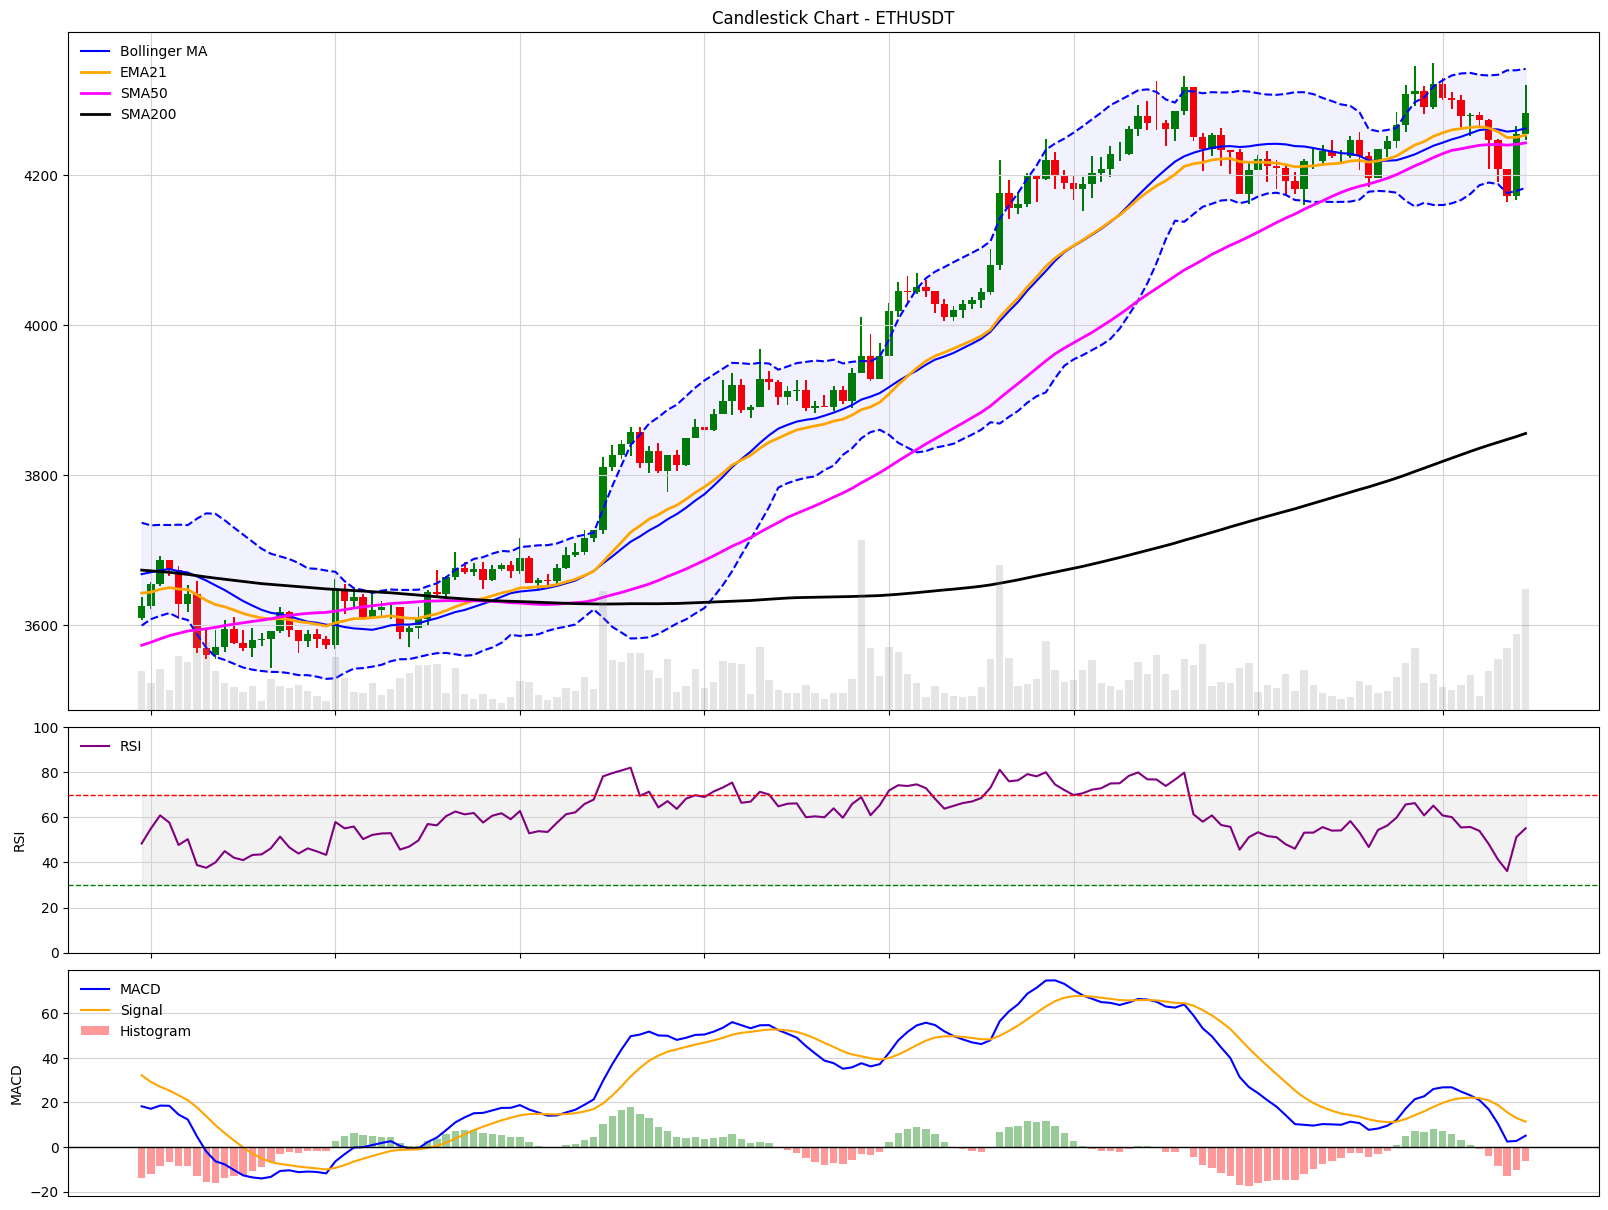 Candlestick Chart - ETHUSDT
Bollinger MA
EMA21
SMA50
SMA200
4200
4000
3800
3600
RSI
100
80
60
40
20
0
RSI
MACD
Signal
Histogram
60
40
20
0
−20
MACD